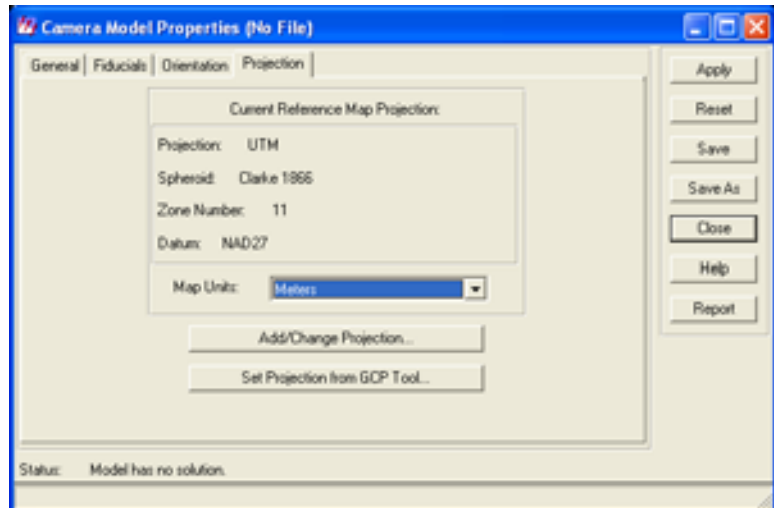 Camera Model Properties (No File)
General Fiducials Orientation Projection
Current Reference Map Projection:
Projection: UTM
Spheroid: Clarke 1866
Zone Number: 11
Datum: NAD27
Map Units: Meters
Add/Change Projection...
Set Projection from GCP Tool...
Apply
Reset
Save
Save As
Close
Help
Report
Status: Model has no solution.